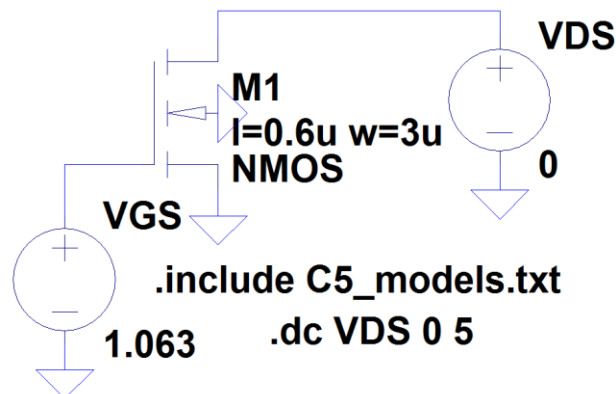 VDS
M1
l=0.6u w=3u
NMOS
0
VGS
.include C5_models.txt
.dc VDS 0 5
1.063